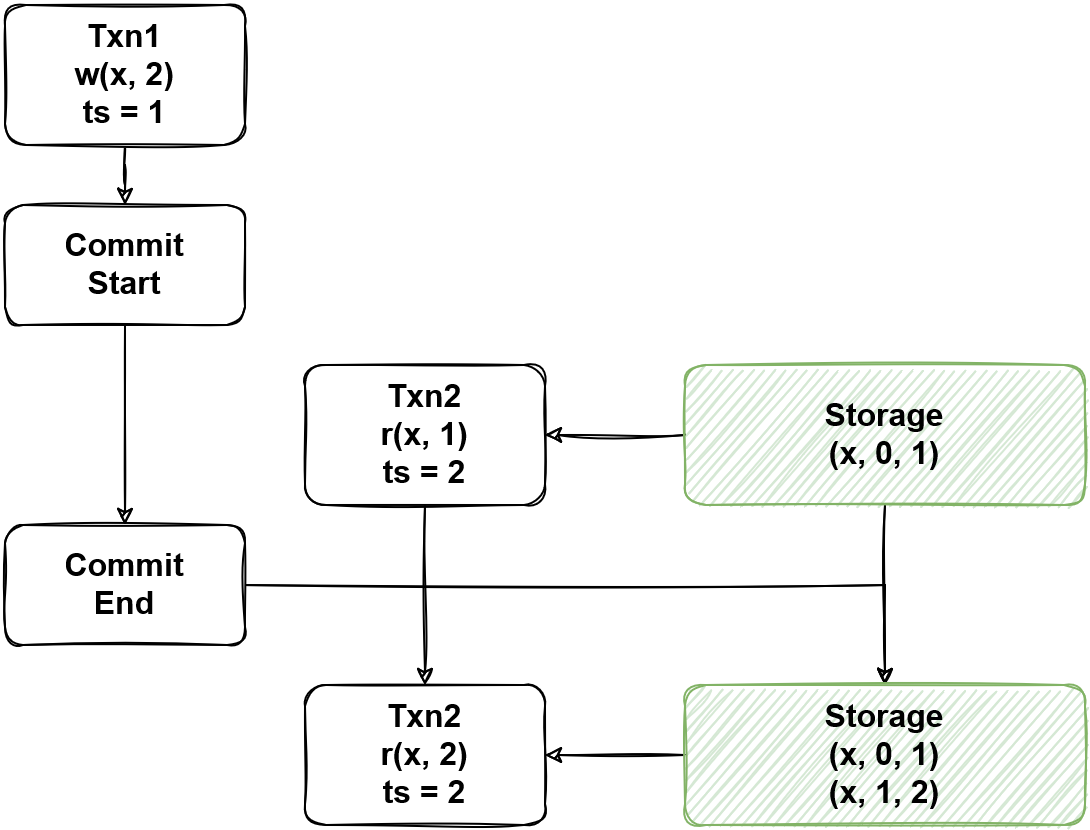 Txn1
w(x, 2)
ts = 1
Commit
Start
Txn2
r(x, 1)
ts = 2
Storage
(x, 0, 1)
Commit
End
Txn2
r(x, 2)
ts = 2
Storage
(x, 0, 1)
(x, 1, 2)